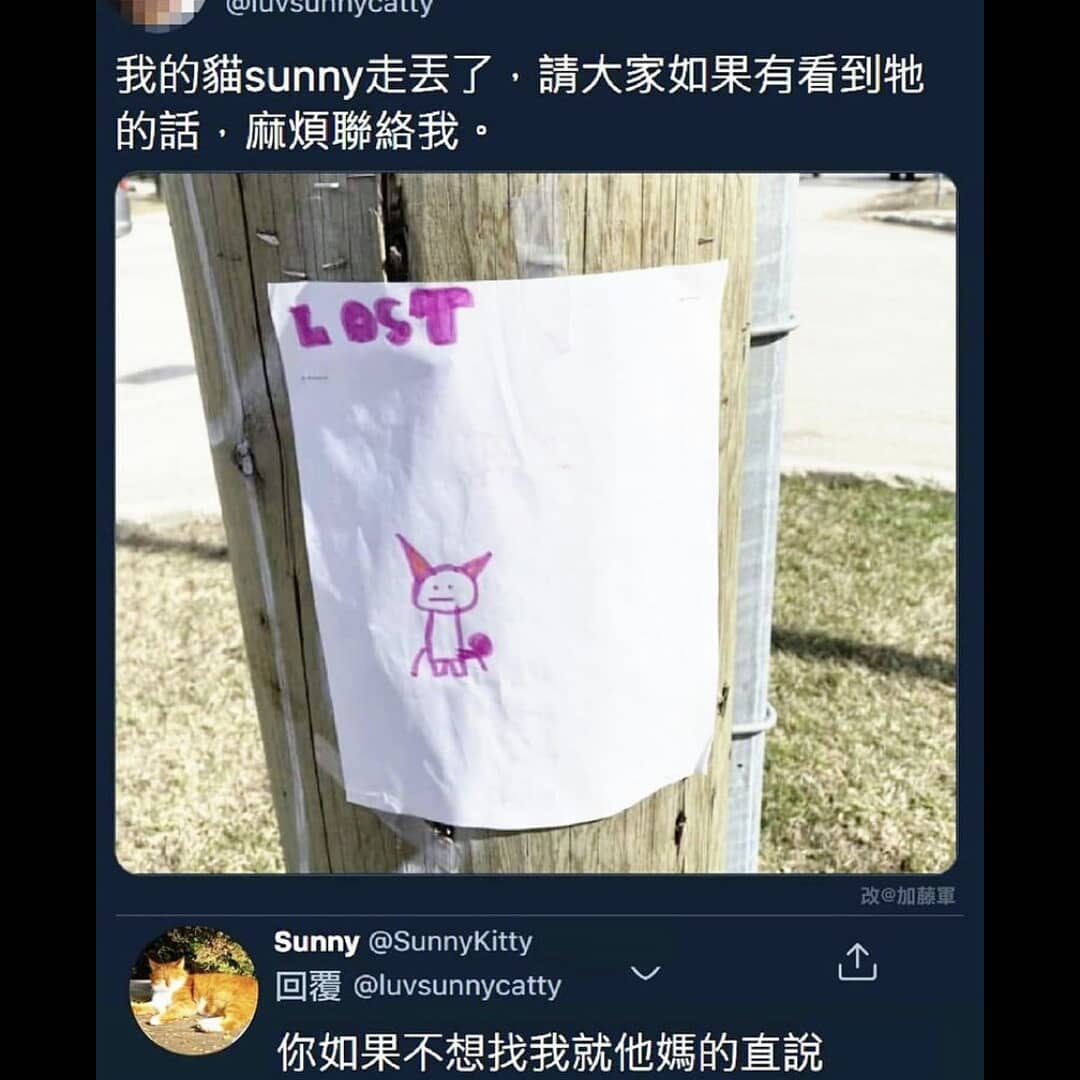 @luvsunnycatty
我的貓sunny走丟了，請大家如果有看到牠
的話，麻煩聯絡我。
LOST
改@加藤軍
Sunny @SunnyKitty
回覆 @luvsunnycatty
你如果不想找我就他媽的直說